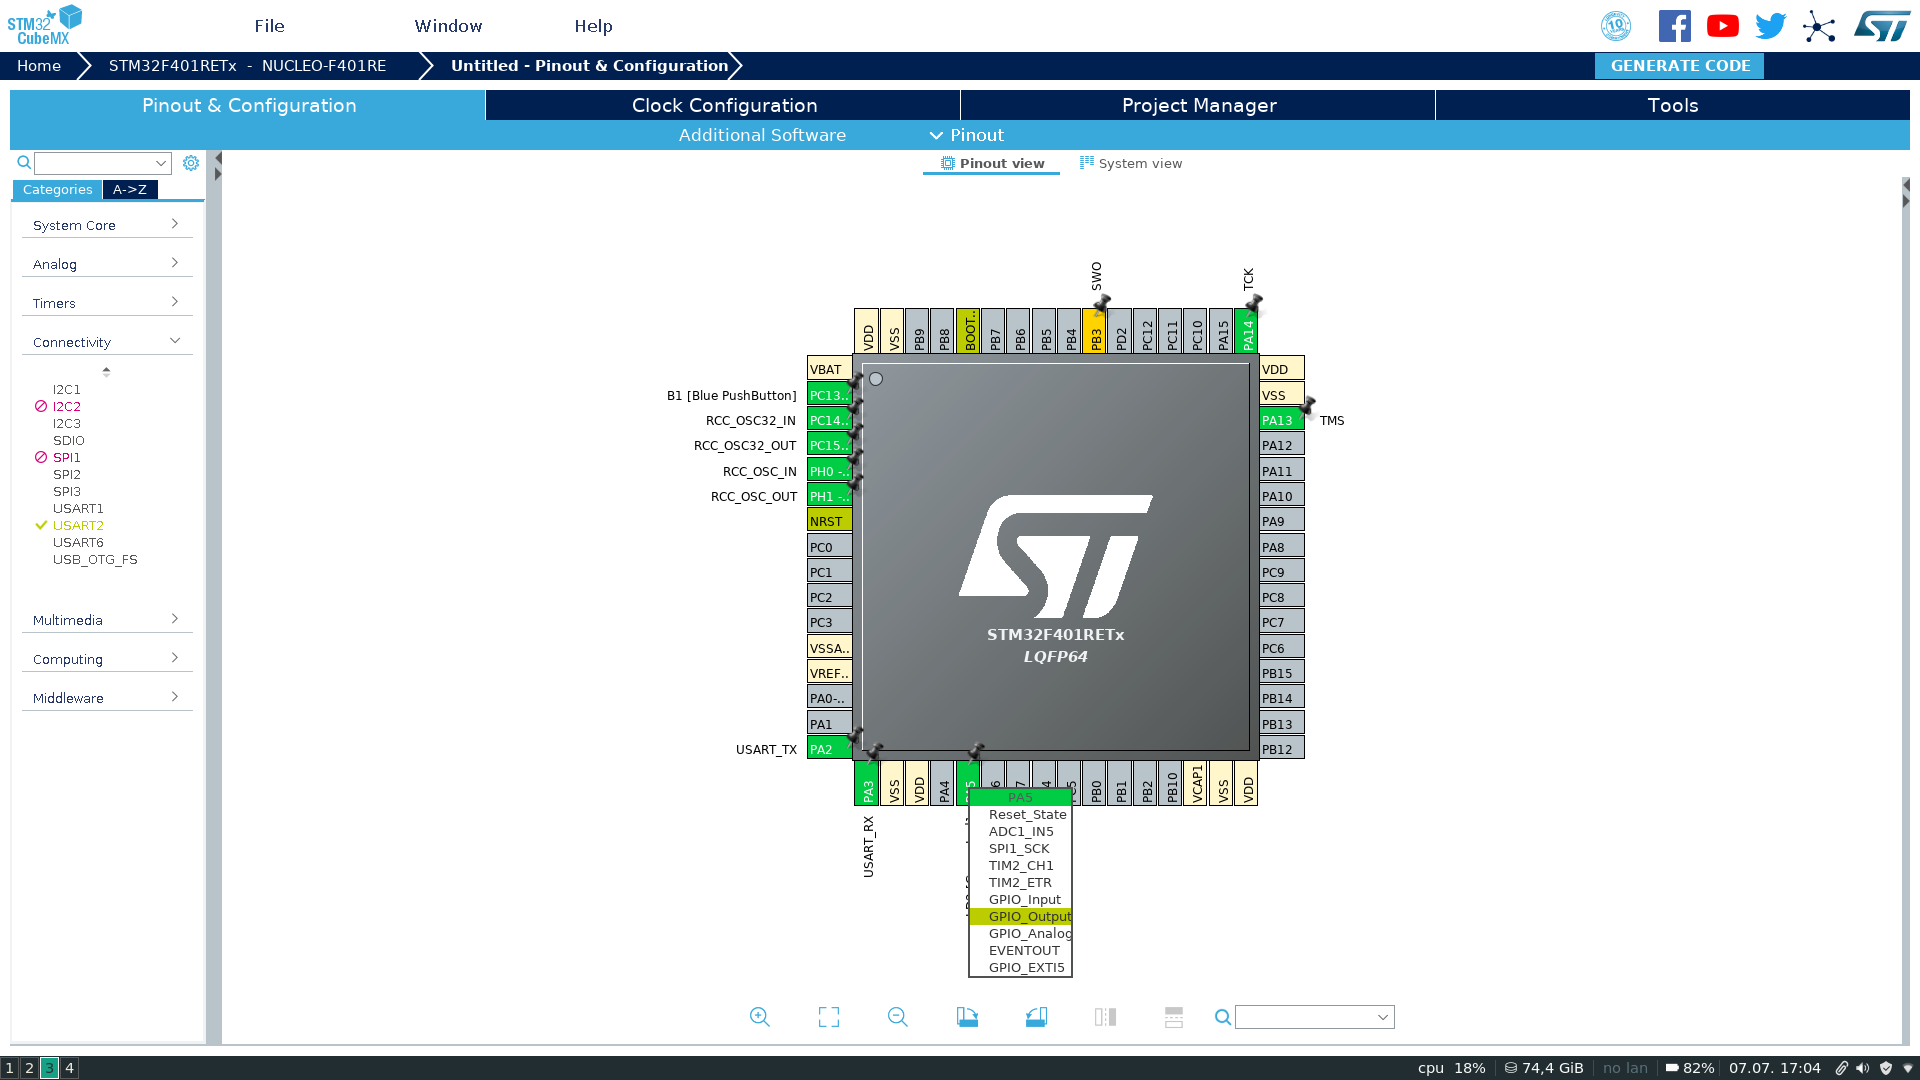 STM32 CubeMX
File
Window
Help
10
Home
STM32F401RETx - NUCLEO-F401RE
Untitled - Pinout & Configuration
GENERATE CODE
Pinout & Configuration
Clock Configuration
Project Manager
Tools
Additional Software
Pinout
Pinout view
System view
Categories
A->Z
System Core
Analog
Timers
Connectivity
I2C1
I2C2
I2C3
SDIO
SPI1
SPI2
SPI3
USART1
USART2
USART6
USB_OTG_FS
Multimedia
Computing
Middleware
SWO
TCK
VDD
VSS
PB9
PB8
BOOT..
PB7
PB6
PB5
PB4
PB3
PD2
PC12
PC11
PC10
PA15
PA14
VBAT
B1 [Blue PushButton]
PC13..
RCC_OSC32_IN
PC14..
RCC_OSC32_OUT
PC15..
RCC_OSC_IN
PH0 -..
RCC_OSC_OUT
PH1 -..
NRST
PC0
PC1
PC2
PC3
VSSA..
VREF..
PA0-..
PA1
USART_TX
PA2
STM32F401RETx
LQFP64
VDD
VSS
PA13
TMS
PA12
PA11
PA10
PA9
PA8
PC9
PC8
PC7
PC6
PB15
PB14
PB13
PB12
PA3
VSS
VDD
PA4
PB0
PB1
PB2
PB10
VCAP1
VSS
VDD
USART_RX
PA5
Reset_State
ADC1_IN5
SPI1_SCK
TIM2_CH1
TIM2_ETR
GPIO_Input
GPIO_Output
GPIO_Analog
EVENTOUT
GPIO_EXTI5
1 2 3 4
cpu 18%
74,4 GiB
no lan
82%
07.07. 17:04